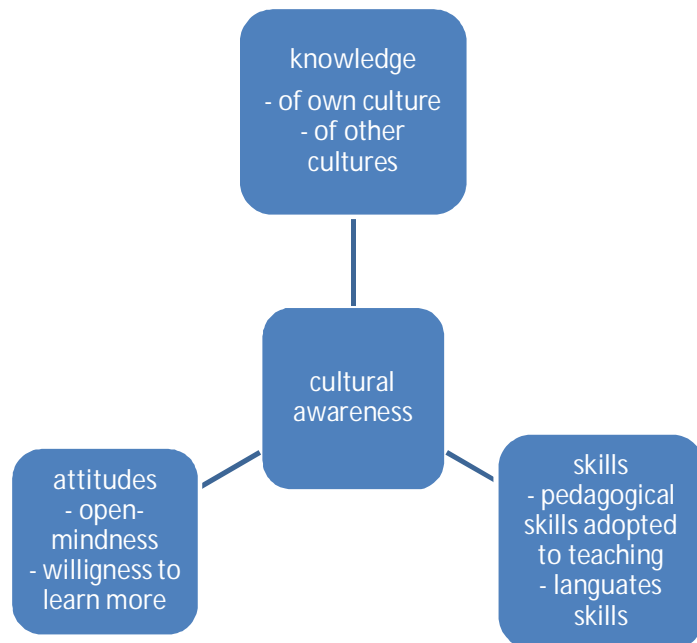 knowledge
- of own culture
- of other
cultures
cultural
awareness
attitudes
- open-
mindness
- willigness to
learn more
skills
- pedagogical
skills adopted
to teaching
- languates
skills